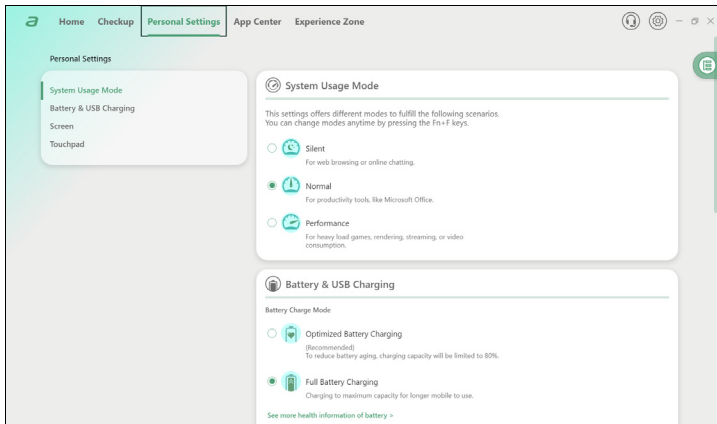 a Home Checkup Personal Settings App Center Experience Zone
Personal Settings
System Usage Mode
Battery & USB Charging
Screen
Touchpad
System Usage Mode
This settings offers different modes to fulfill the following scenarios.
You can change modes anytime by pressing the Fn+F keys.
Silent
For web browsing or online chatting.
Normal
For productivity tools, like Microsoft Office.
Performance
For heavy load games, rendering, streaming, or video
consumption.
Battery & USB Charging
Battery Charge Mode
Optimized Battery Charging
(Recommended)
To reduce battery aging, charging capacity will be limited to 80%.
Full Battery Charging
Charging to maximum capacity for longer mobile to use.
See more health information of battery >